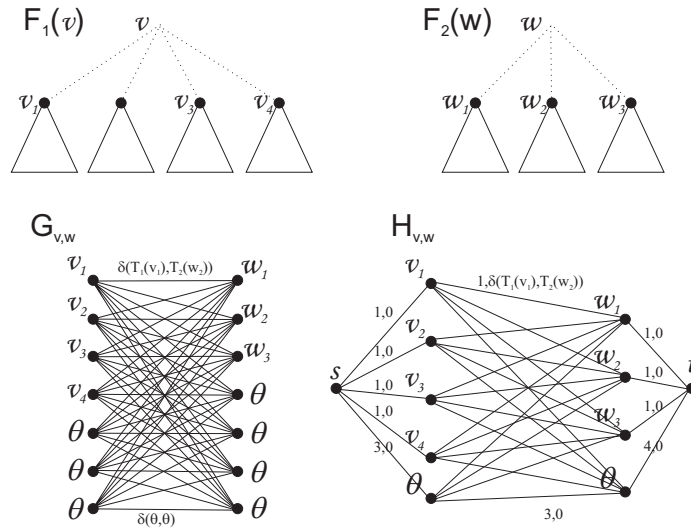 F₁(v) v
F₂(w) w
v₁ v₃ v₄
w₁ w₂ w₃
G_{v,w}
v₁ δ(T₁(v₁),T₂(w₂)) w₁
v₂ w₂
v₃ w₃
v₄ θ
θ θ
θ θ
θ θ
δ(θ,θ)
H_{v,w}
v₁ 1,δ(T₁(v₁),T₂(w₂))
1,0 w₁
v₂ 1,0
1,0 w₂
s v₃ 1,0 t
1,0 w₃ 1,0
1,0 v₄ 4,0
3,0 θ θ
3,0